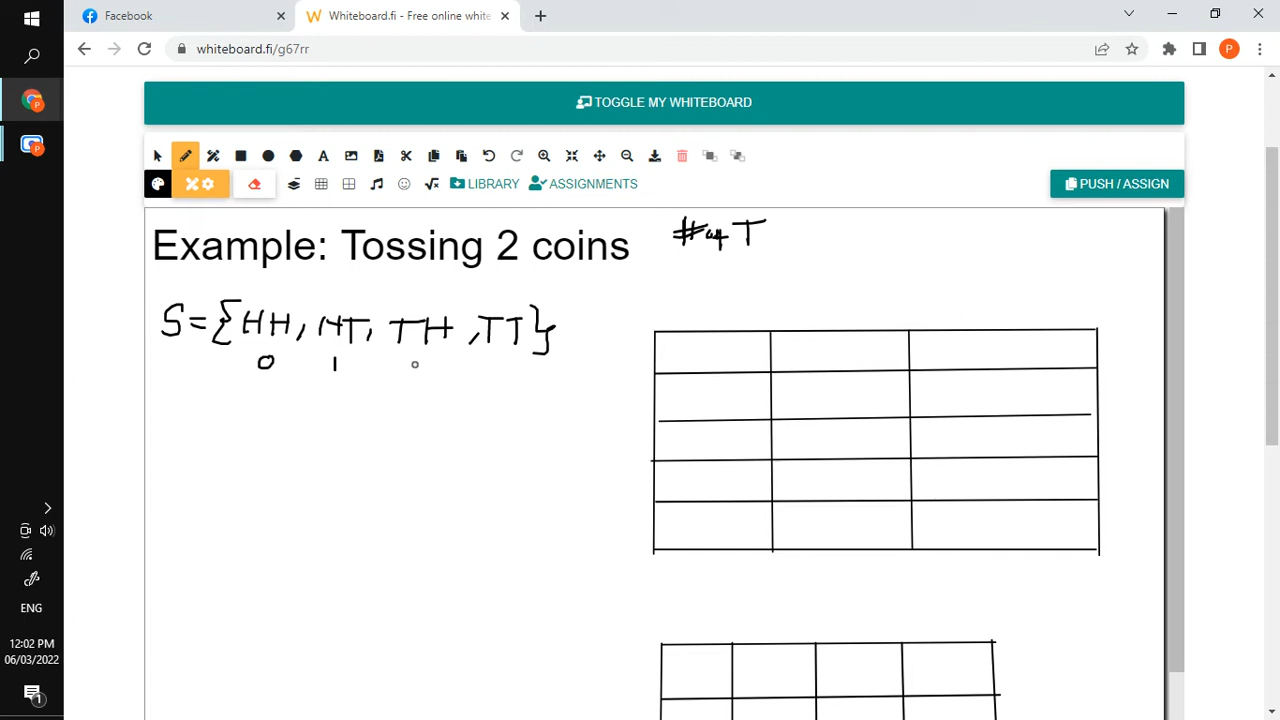 Facebook
Whiteboard.fi - Free online white
whiteboard.fi/g67rr
P
TOGGLE MY WHITEBOARD
LIBRARY
ASSIGNMENTS
PUSH / ASSIGN
Example: Tossing 2 coins
# of T
S={HH, HT, TH, TT}
0 1
ENG
12:02 PM
06/03/2022
1